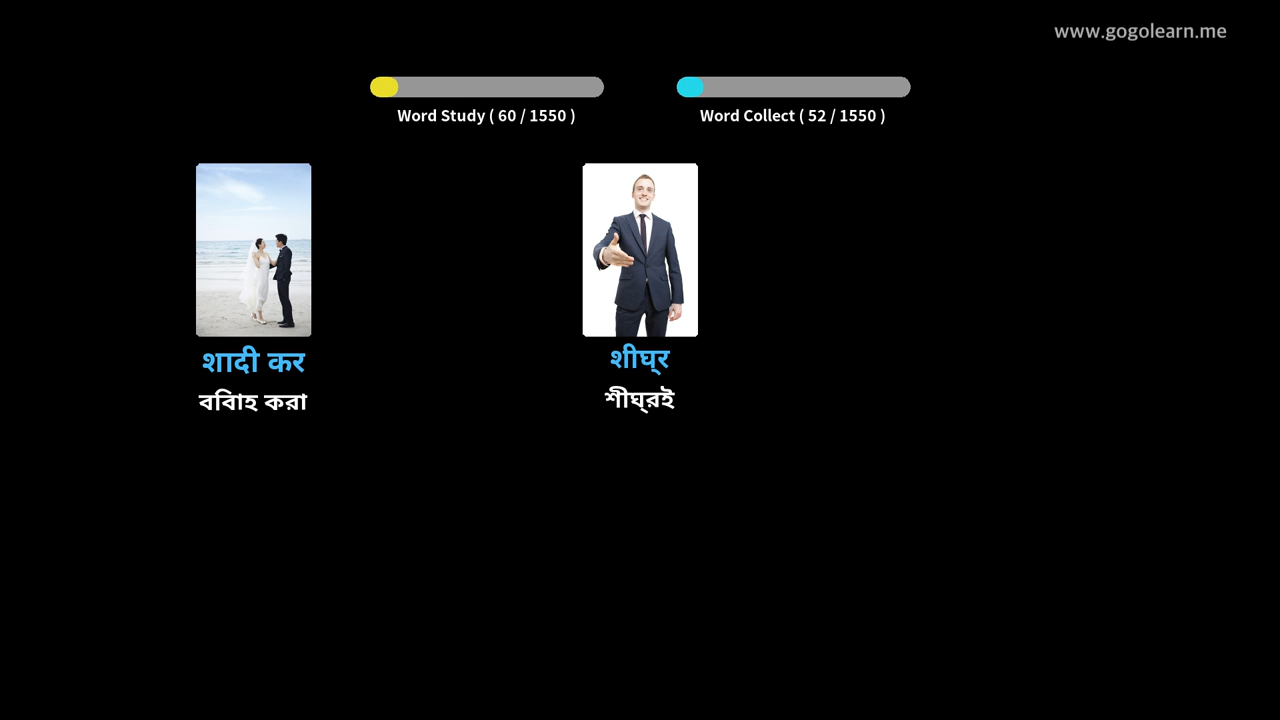 www.gogolearn.me
Word Study ( 60 / 1550 )
Word Collect ( 52 / 1550 )
शादी कर
शीघ्र
ববিাহ করা
শীঘ্রই